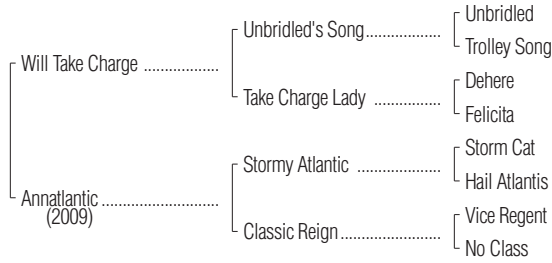 Unbridled
Unbridled's Song
Trolley Song
Will Take Charge
Dehere
Take Charge Lady
Felicita
Storm Cat
Stormy Atlantic
Hail Atlantis
Annatlantic
(2009)
Vice Regent
Classic Reign
No Class